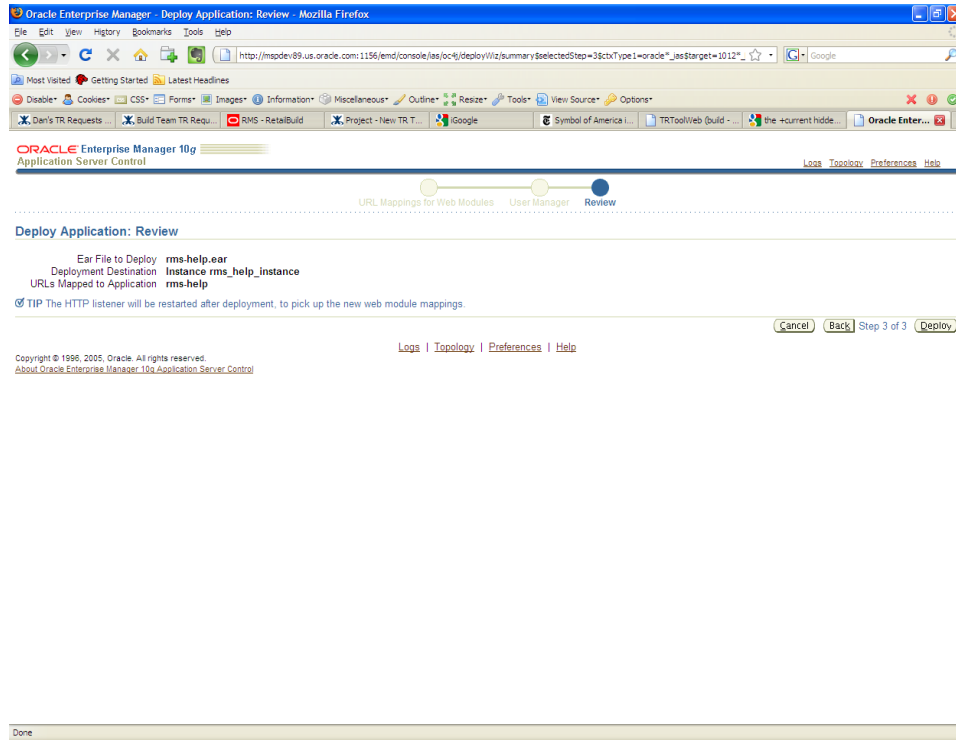 Oracle Enterprise Manager - Deploy Application: Review - Mozilla Firefox
File Edit View History Bookmarks Tools Help
http://mspdev89.us.oracle.com:1156/emd/console/ias/oc4j/deployWiz/summary$selectedStep=3$ctxType1=oracle*_ias$target=1012*_ G Google
Most Visited Getting Started Latest Headlines
Disable Cookies CSS Forms Images Information Miscellaneous Outline Resize Tools View Source Options
Dan's TR Requests ... Build Team TR Requ... RMS - RetailBuild Project - New TR T... iGoogle Symbol of America i... TRToolWeb (build - ... the +current hidde... Oracle Enter...
ORACLE Enterprise Manager 10g
Application Server Control
Logs Topology Preferences Help
URL Mappings for Web Modules User Manager Review
Deploy Application: Review
Ear File to Deploy rms-help.ear
Deployment Destination Instance rms_help_instance
URLs Mapped to Application rms-help
TIP The HTTP listener will be restarted after deployment, to pick up the new web module mappings.
Cancel Back Step 3 of 3 Deploy
Logs | Topology | Preferences | Help
Copyright © 1996, 2005, Oracle. All rights reserved.
About Oracle Enterprise Manager 10g Application Server Control
Done